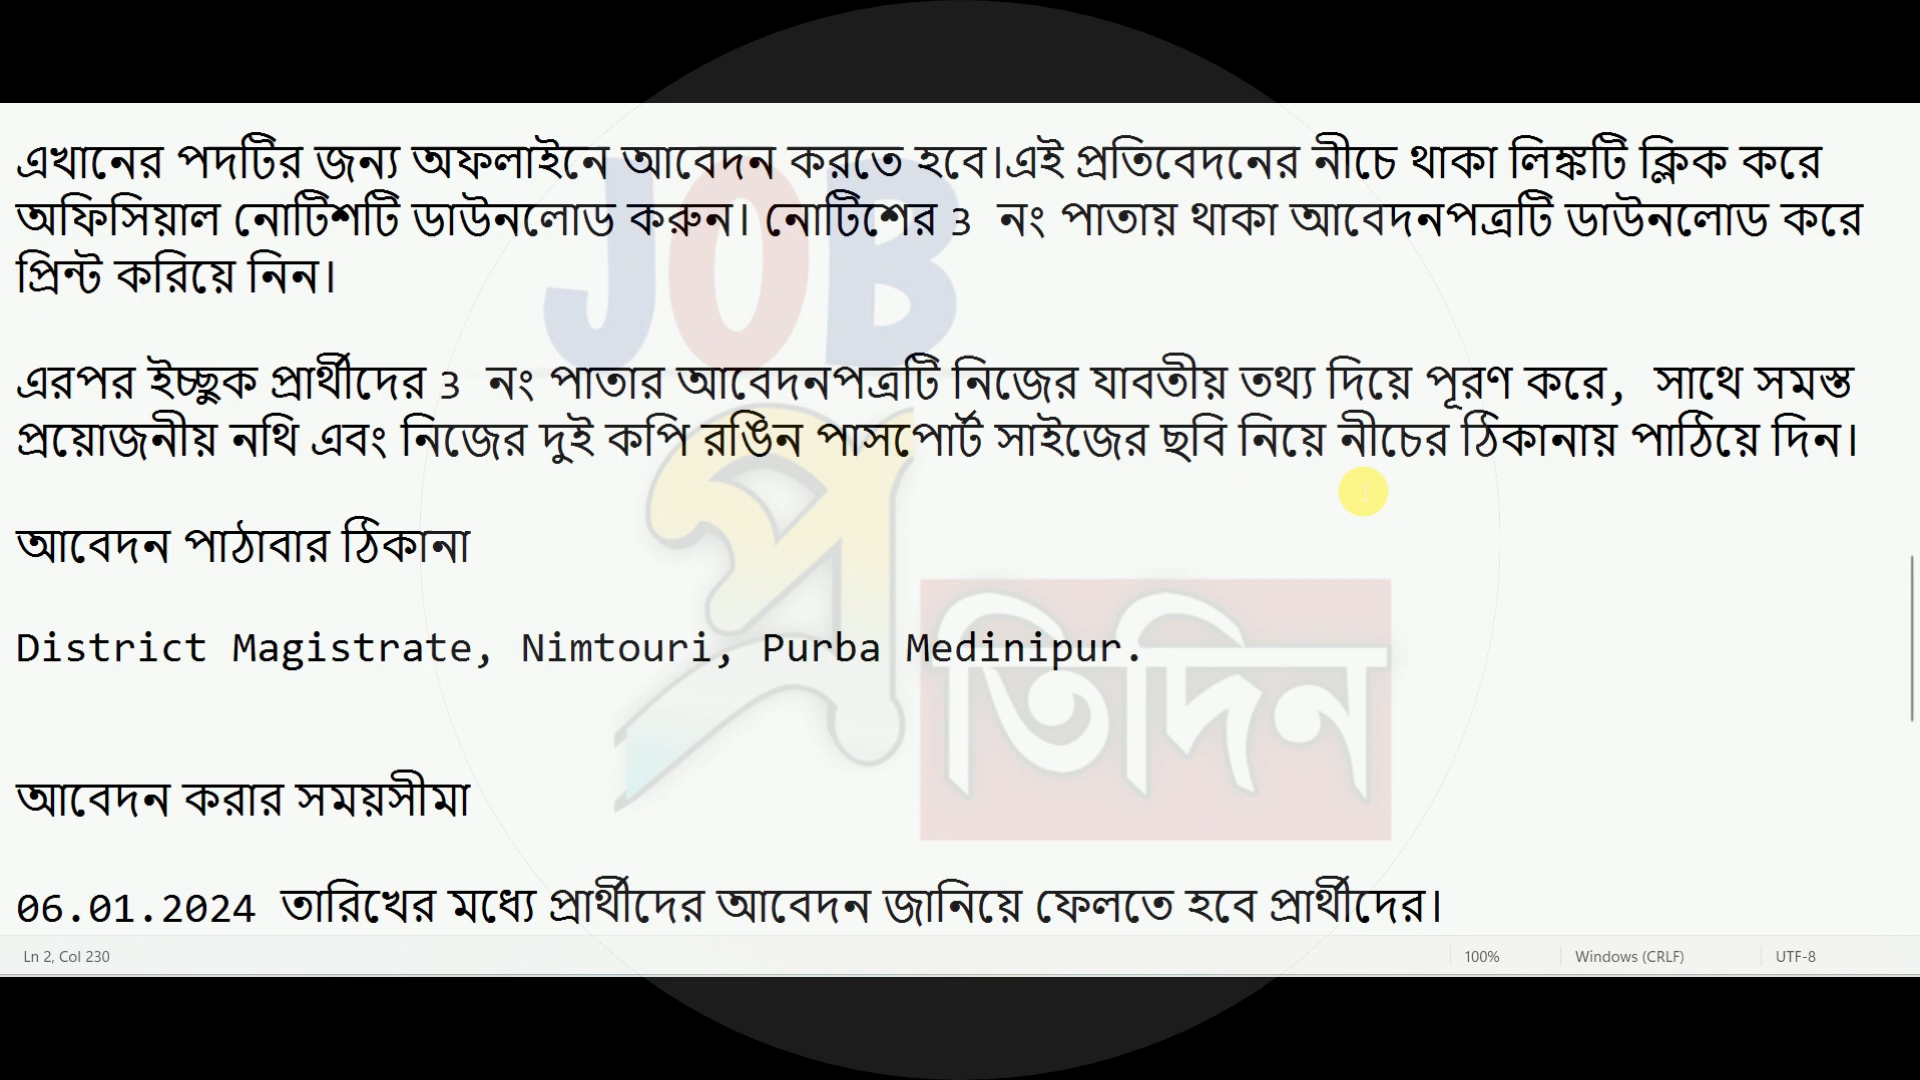 এখানের পদটির জন্য অফলাইনে আবেদন করতে হবে।এই প্রতিবেদনের নীচে থাকা লিঙ্কটি ক্লিক করে
অফিসিয়াল নোটিশটি ডাউনলোড করুন। নোটিশের 3 নং পাতায় থাকা আবেদনপত্রটি ডাউনলোড করে
প্রিন্ট করিয়ে নিন।
এরপর ইচ্ছুক প্রার্থীদের 3 নং পাতার আবেদনপত্রটি নিজের যাবতীয় তথ্য দিয়ে পূরণ করে, সাথে সমস্ত
প্রয়োজনীয় নথি এবং নিজের দুই কপি রঙিন পাসপোর্ট সাইজের ছবি নিয়ে নীচের ঠিকানায় পাঠিয়ে দিন।
আবেদন পাঠাবার ঠিকানা
District Magistrate, Nimtouri, Purba Medinipur.
আবেদন করার সময়সীমা
06.01.2024 তারিখের মধ্যে প্রার্থীদের আবেদন জানিয়ে ফেলতে হবে প্রার্থীদের।
JOB
প্রতিদিন
Ln 2, Col 230 100% Windows (CRLF) UTF-8